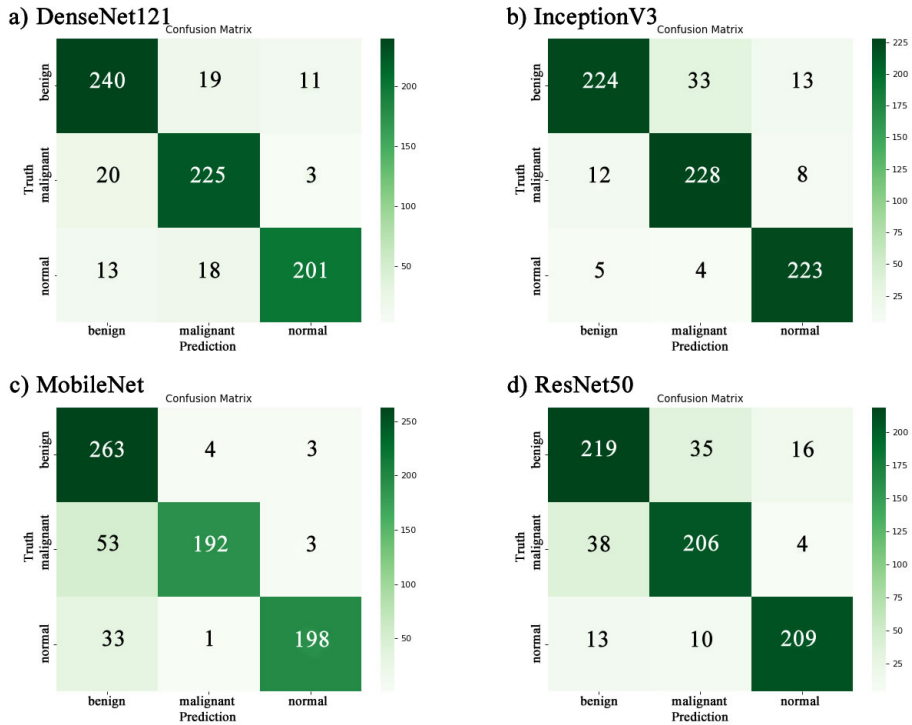 a) DenseNet121
Confusion Matrix
benign
240 19 11
200
Truth
malignant
20 225 3
150
100
normal
13 18 201
50
benign malignant normal
Prediction
b) InceptionV3
Confusion Matrix
225
benign
224 33 13
200
175
Truth
malignant
12 228 8
150
125
100
normal
5 4 223
75
50
25
benign malignant normal
Prediction
c) MobileNet
Confusion Matrix
250
benign
263 4 3
200
Truth
malignant
53 192 3
150
100
normal
33 1 198
50
benign malignant normal
Prediction
d) ResNet50
Confusion Matrix
benign
219 35 16
200
175
Truth
malignant
38 206 4
150
125
100
normal
13 10 209
75
50
25
benign malignant normal
Prediction